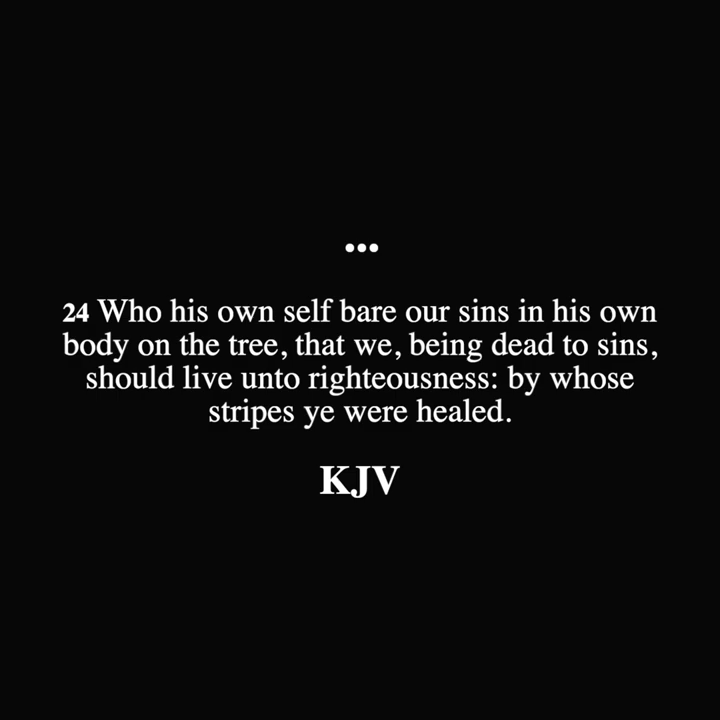 ...
24 Who his own self bare our sins in his own
body on the tree, that we, being dead to sins,
should live unto righteousness: by whose
stripes ye were healed.
KJV